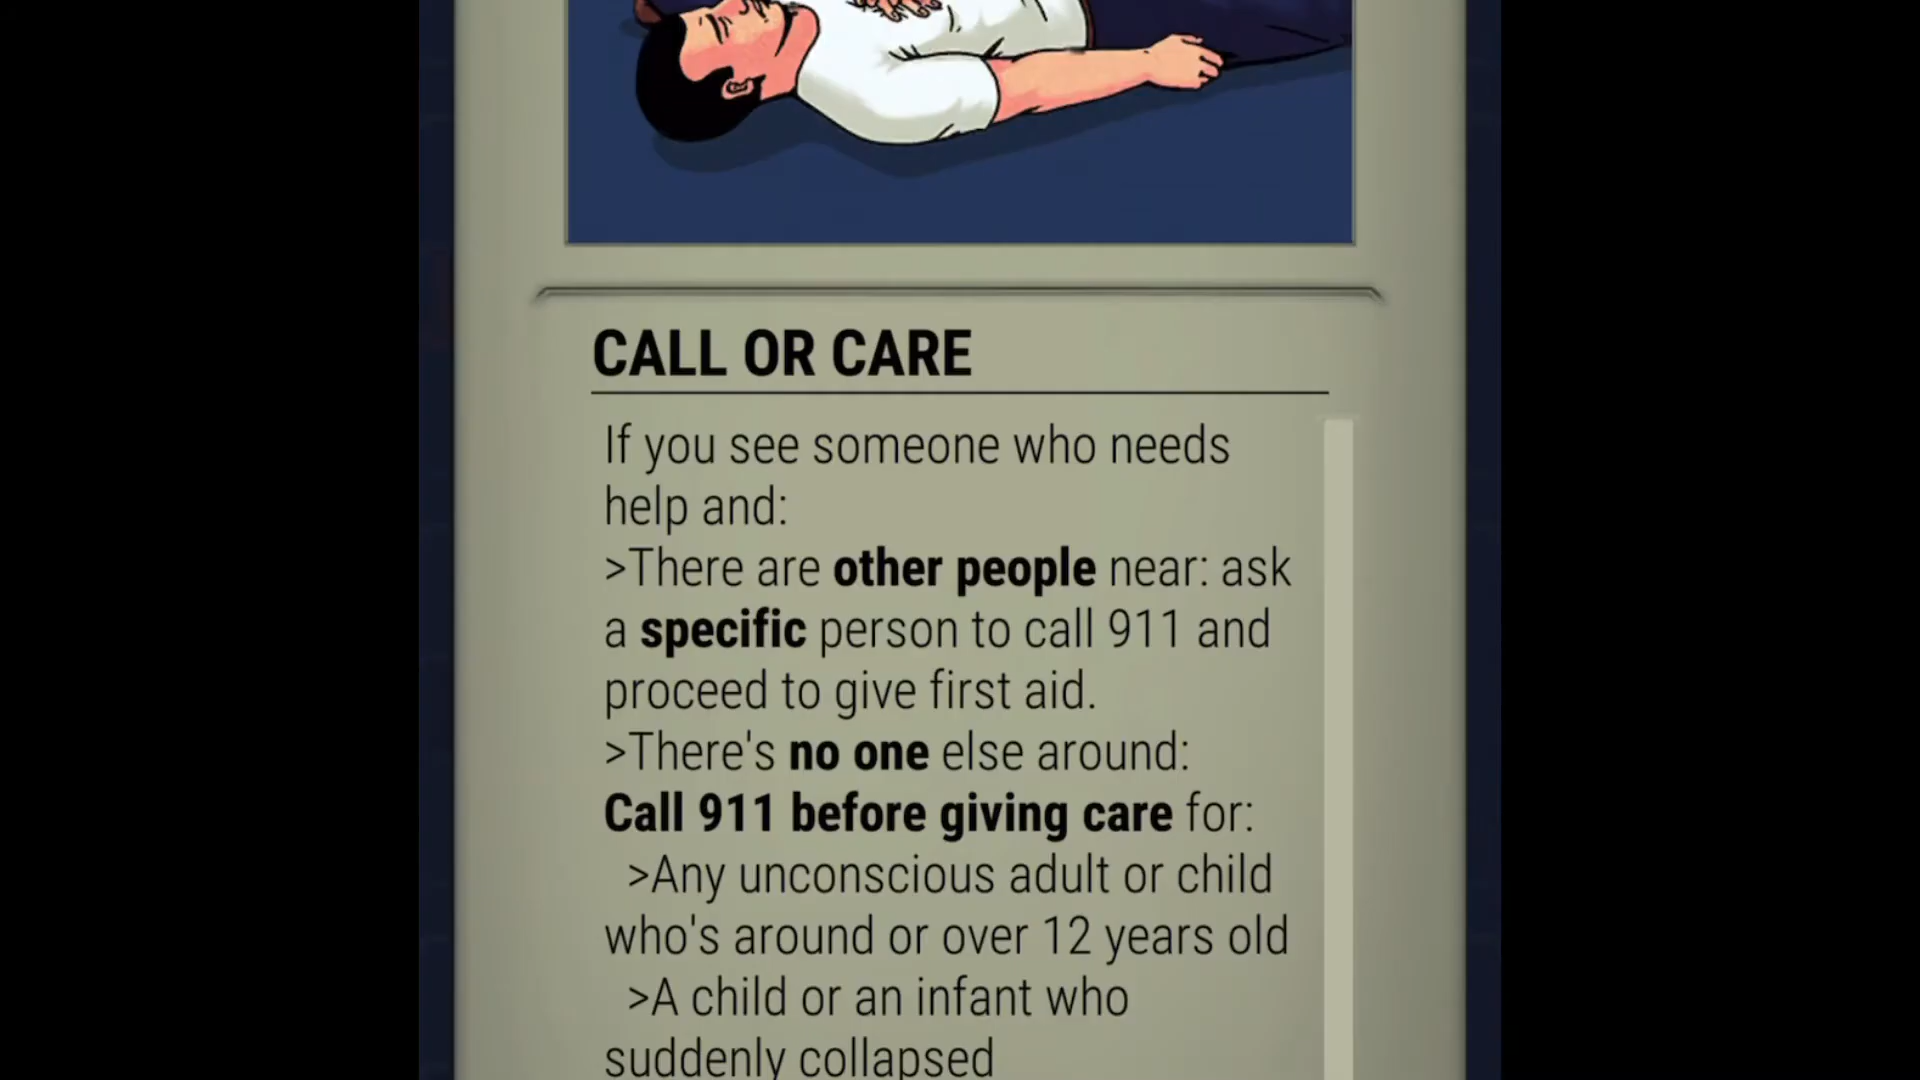 CALL OR CARE
If you see someone who needs
help and:
>There are other people near: ask
a specific person to call 911 and
proceed to give first aid.
>There's no one else around:
Call 911 before giving care for:
>Any unconscious adult or child
who's around or over 12 years old
>A child or an infant who
suddenly collapsed